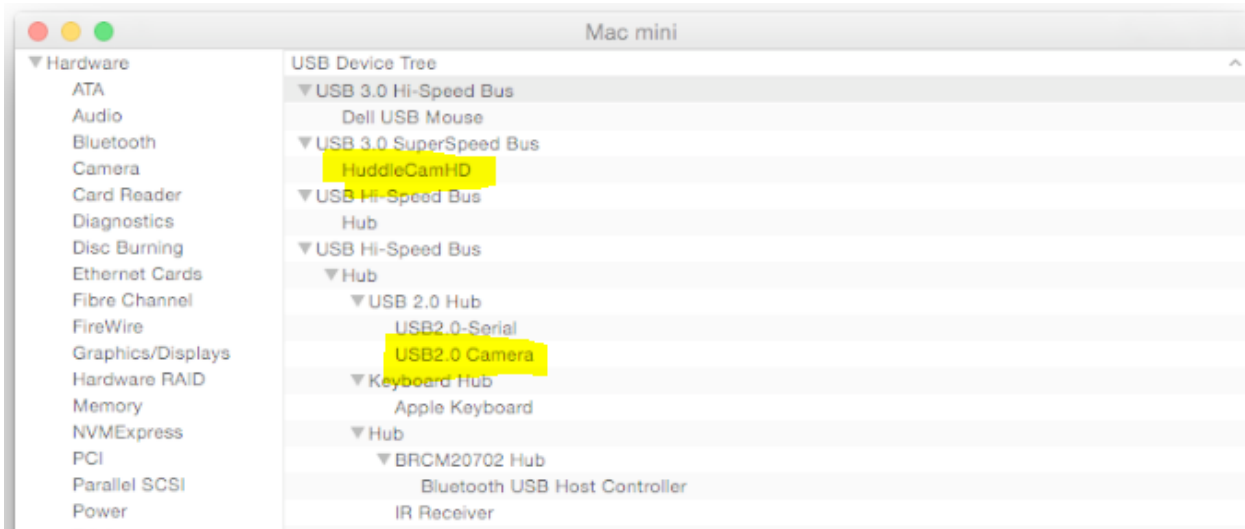 Mac mini
Hardware
ATA
Audio
Bluetooth
Camera
Card Reader
Diagnostics
Disc Burning
Ethernet Cards
Fibre Channel
FireWire
Graphics/Displays
Hardware RAID
Memory
NVMExpress
PCI
Parallel SCSI
Power
USB Device Tree
USB 3.0 Hi-Speed Bus
Dell USB Mouse
USB 3.0 SuperSpeed Bus
HuddleCamHD
USB Hi-Speed Bus
Hub
USB Hi-Speed Bus
Hub
USB 2.0 Hub
USB2.0-Serial
USB2.0 Camera
Keyboard Hub
Apple Keyboard
Hub
BRCM20702 Hub
Bluetooth USB Host Controller
IR Receiver